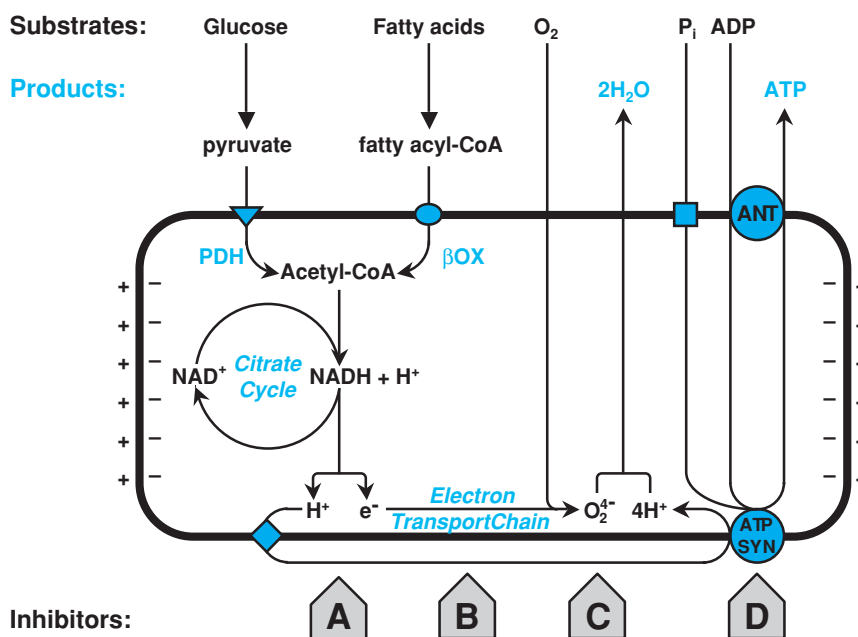 Substrates: Glucose Fatty acids O₂ Pᵢ ADP
Products: 2H₂O ATP
pyruvate fatty acyl-CoA
ANT
PDH βOX
Acetyl-CoA
+ − − +
+ − − +
Citrate
NAD⁺ NADH + H⁺
Cycle
+ − − +
+ − − +
+ − − +
+ − − +
Electron
H⁺ e⁻ O₂⁴⁻ 4H⁺
TransportChain
ATP
SYN
Inhibitors: A B C D